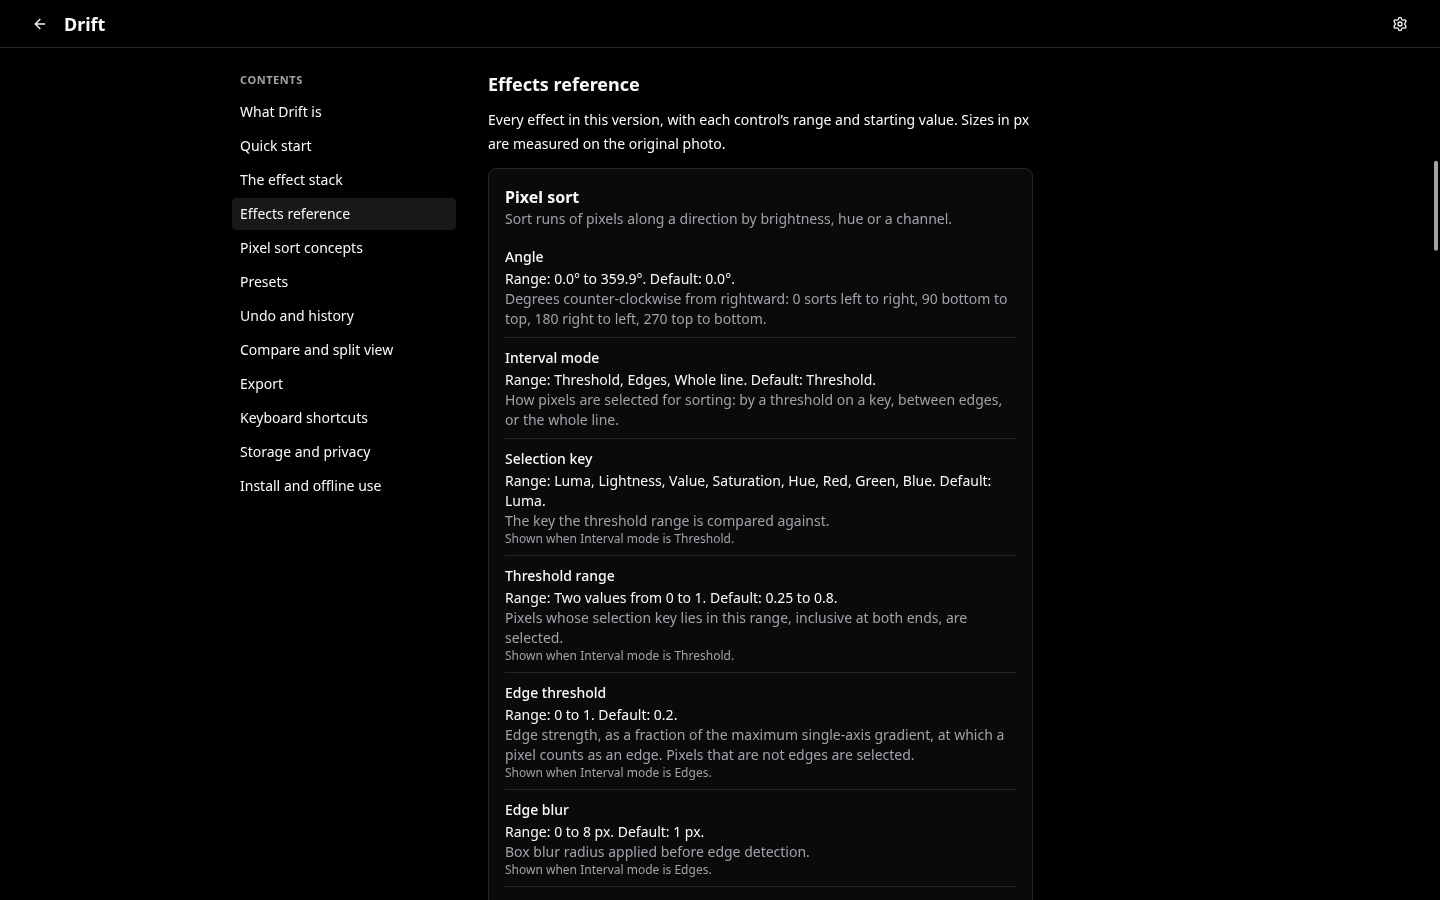 Drift
CONTENTS
What Drift is
Quick start
The effect stack
Effects reference
Pixel sort concepts
Presets
Undo and history
Compare and split view
Export
Keyboard shortcuts
Storage and privacy
Install and offline use
Effects reference
Every effect in this version, with each control’s range and starting value. Sizes in px
are measured on the original photo.
Pixel sort
Sort runs of pixels along a direction by brightness, hue or a channel.
Angle
Range: 0.0° to 359.9°. Default: 0.0°.
Degrees counter-clockwise from rightward: 0 sorts left to right, 90 bottom to
top, 180 right to left, 270 top to bottom.
Interval mode
Range: Threshold, Edges, Whole line. Default: Threshold.
How pixels are selected for sorting: by a threshold on a key, between edges,
or the whole line.
Selection key
Range: Luma, Lightness, Value, Saturation, Hue, Red, Green, Blue. Default:
Luma.
The key the threshold range is compared against.
Shown when Interval mode is Threshold.
Threshold range
Range: Two values from 0 to 1. Default: 0.25 to 0.8.
Pixels whose selection key lies in this range, inclusive at both ends, are
selected.
Shown when Interval mode is Threshold.
Edge threshold
Range: 0 to 1. Default: 0.2.
Edge strength, as a fraction of the maximum single-axis gradient, at which a
pixel counts as an edge. Pixels that are not edges are selected.
Shown when Interval mode is Edges.
Edge blur
Range: 0 to 8 px. Default: 1 px.
Box blur radius applied before edge detection.
Shown when Interval mode is Edges.